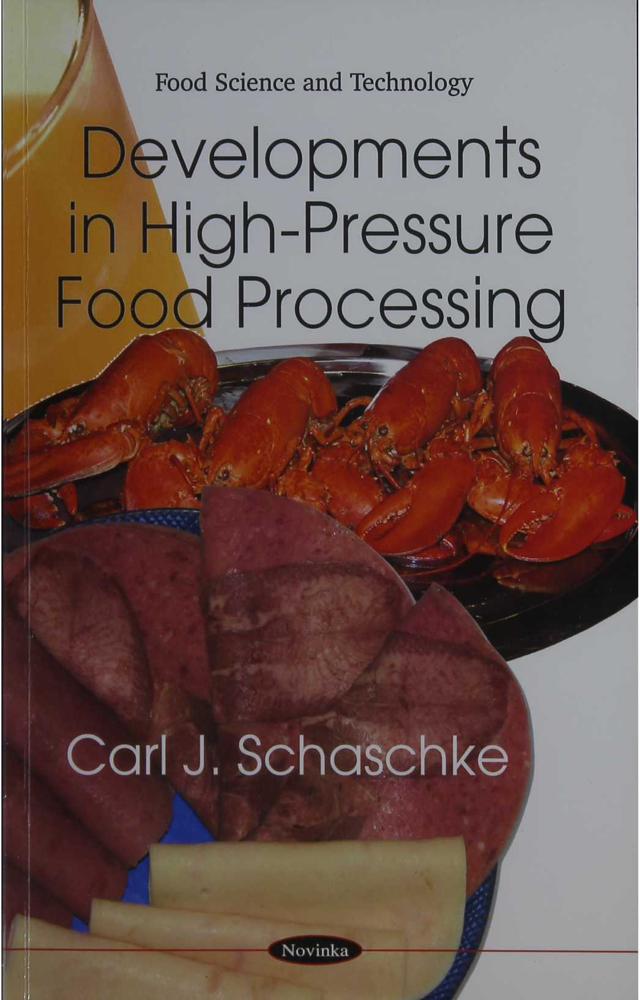 Food Science and Technology
Developments
in High-Pressure
Food Processing
Carl J. Schaschke
Novinka